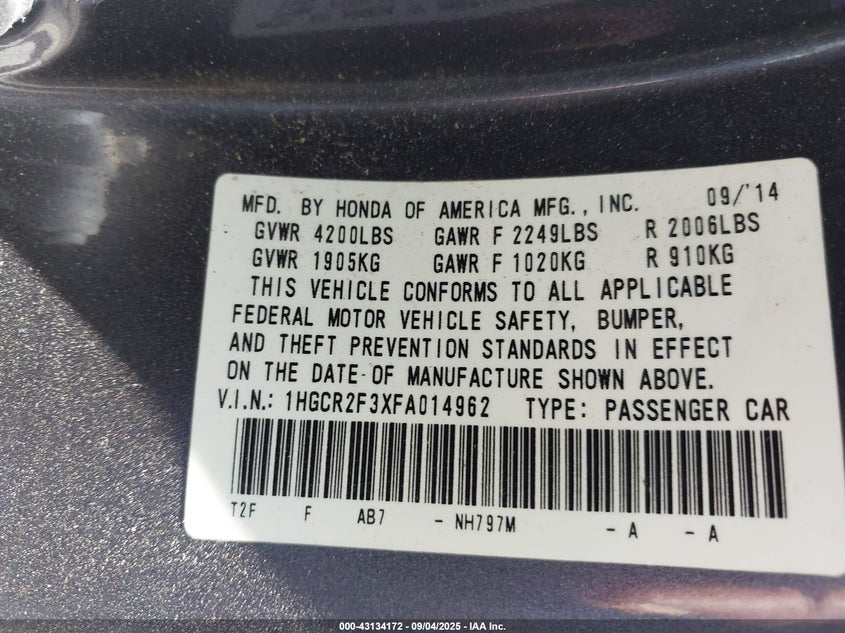 MFD. BY HONDA OF AMERICA MFG., INC. 09/'14
GVWR 4200LBS GAWR F 2249LBS R 2006LBS
GVWR 1905KG GAWR F 1020KG R 910KG
THIS VEHICLE CONFORMS TO ALL APPLICABLE
FEDERAL MOTOR VEHICLE SAFETY, BUMPER,
AND THEFT PREVENTION STANDARDS IN EFFECT
ON THE DATE OF MANUFACTURE SHOWN ABOVE.
V.I.N.: 1HGCR2F3XFA014962 TYPE: PASSENGER CAR
T2F F AB7 - NH797M - A - A
000-43134172 - 09/04/2025 - IAA Inc.